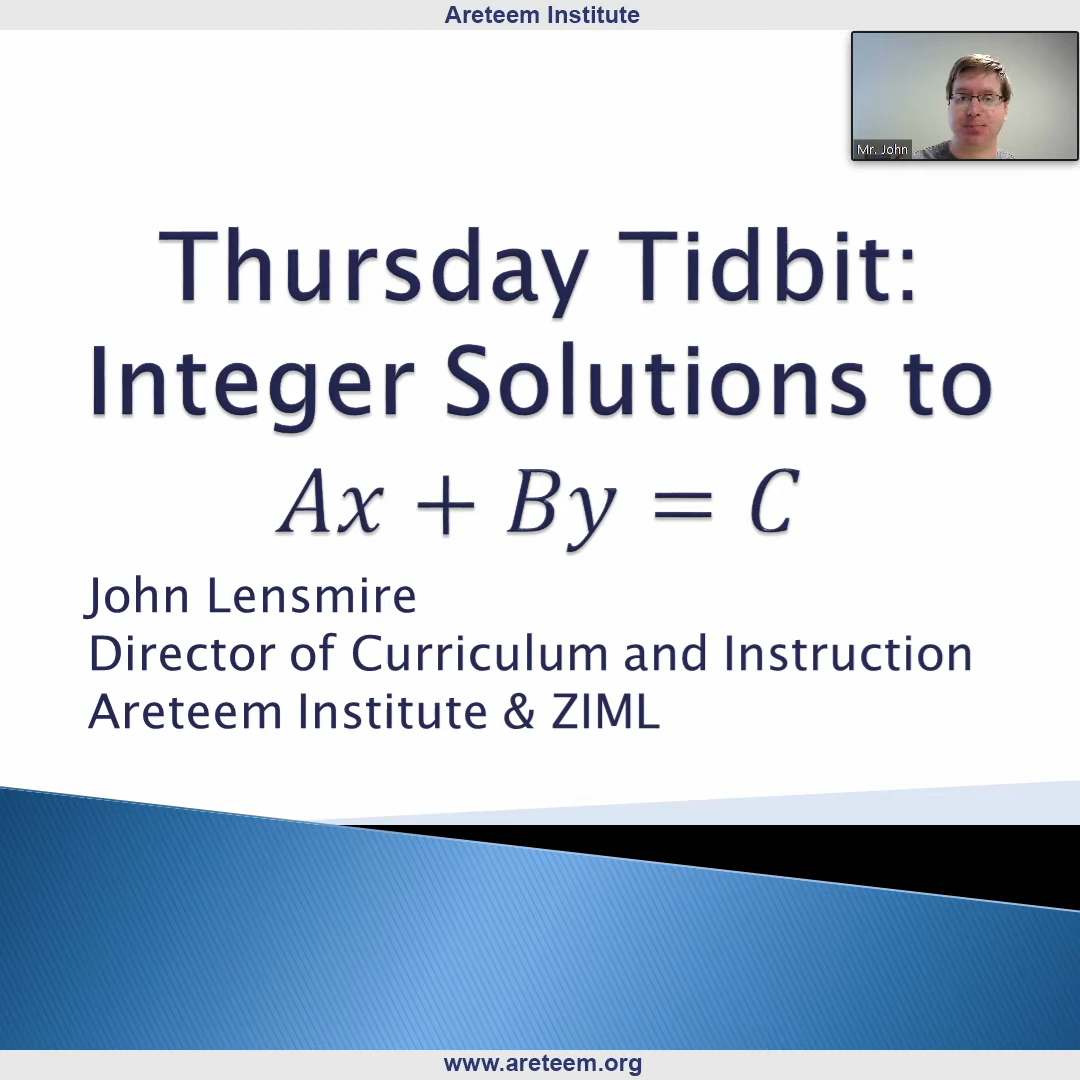 Areteem Institute
Mr. John
Thursday Tidbit:
Integer Solutions to
Ax + By = C
John Lensmire
Director of Curriculum and Instruction
Areteem Institute & ZIML
www.areteem.org